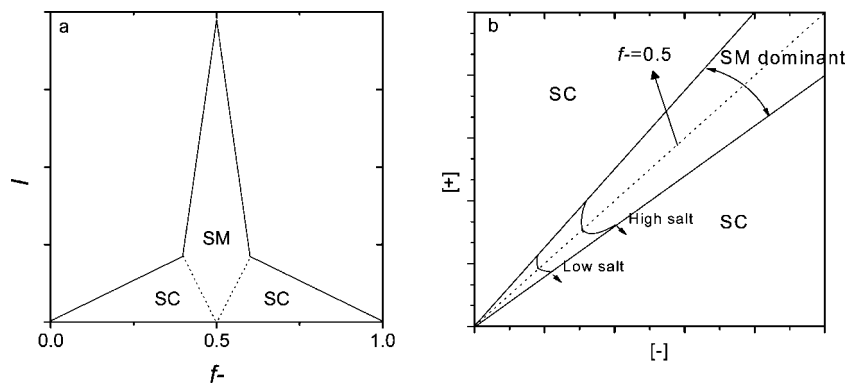 a
I
SM
SC
SC
0.0
0.5
1.0
f-
b
f-=0.5
SM dominant
SC
[+]
High salt
SC
Low salt
[-]